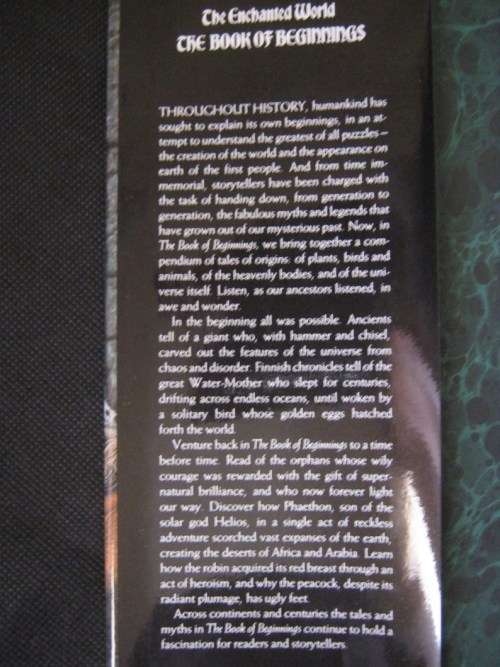 The Enchanted World
THE BOOK OF BEGINNINGS
THROUGHOUT HISTORY, humankind has
sought to explain its own beginnings, in an at-
tempt to understand the greatest of all puzzles—
the creation of the world and the appearance on
earth of the first people. And from time im-
memorial, storytellers have been charged with
the task of handing down, from generation to
generation, the fabulous myths and legends that
have grown out of our mysterious past. Now, in
The Book of Beginnings, we bring together a com-
pendium of tales of origins: of plants, birds and
animals, of the heavenly bodies, and of the uni-
verse itself. Listen, as our ancestors listened, in
awe and wonder.
In the beginning all was possible. Ancients
tell of a giant who, with hammer and chisel,
carved out the features of the universe from
chaos and disorder. Finnish chronicles tell of the
great Water-Mother who slept for centuries,
drifting across endless oceans, until woken by
a solitary bird whose golden eggs hatched
forth the world.
Venture back in The Book of Beginnings to a time
before time. Read of the orphans whose wily
courage was rewarded with the gift of super-
natural brilliance, and who now forever light
our way. Discover how Phaethon, son of the
solar god Helios, in a single act of reckless
adventure scorched vast expanses of the earth,
creating the deserts of Africa and Arabia. Learn
how the robin acquired its red breast through an
act of heroism, and why the peacock, despite its
radiant plumage, has ugly feet.
Across continents and centuries the tales and
myths in The Book of Beginnings continue to hold a
fascination for readers and storytellers.